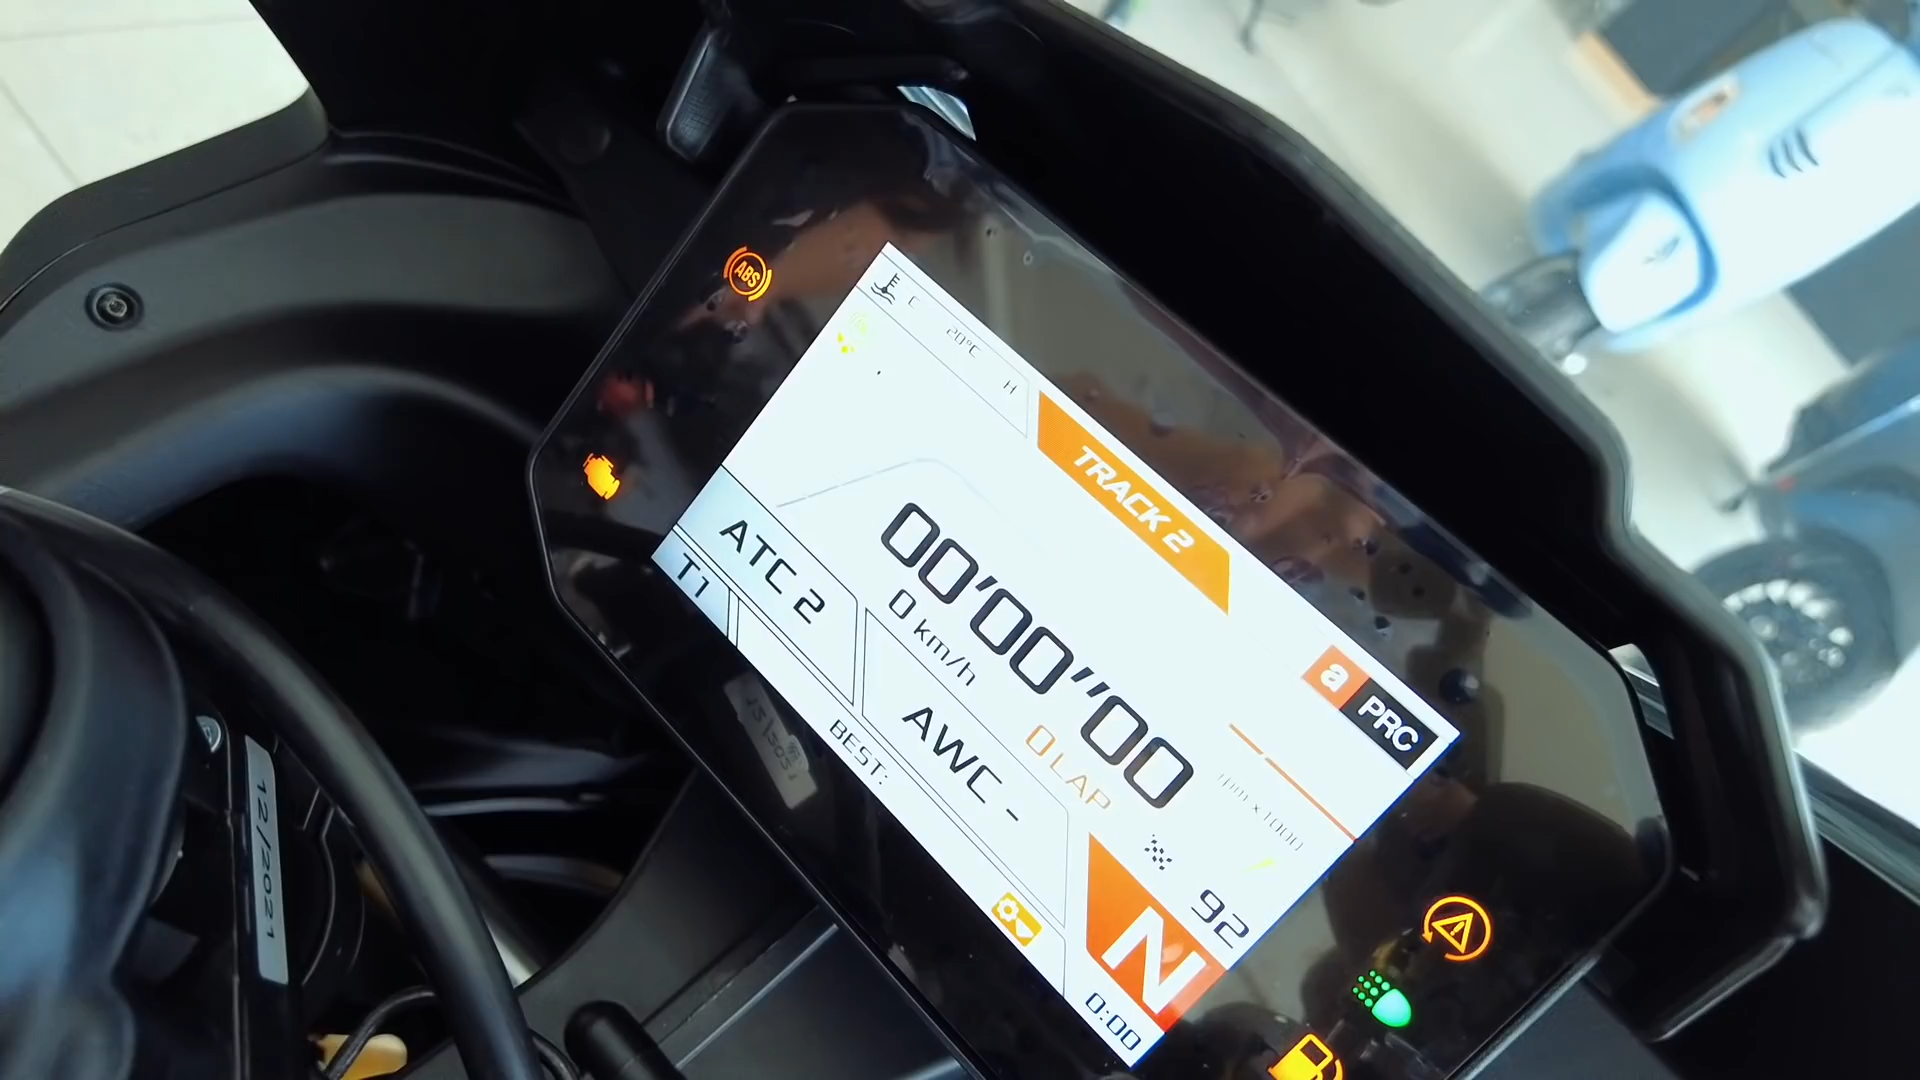 ABS
C
20°C
H
TRACK 2
00'00''00
0 km/h
0 LAP
a PRC
rpm x 1000
ATC 2
T1
AWC -
BEST:
92
N
0:00
12/2021